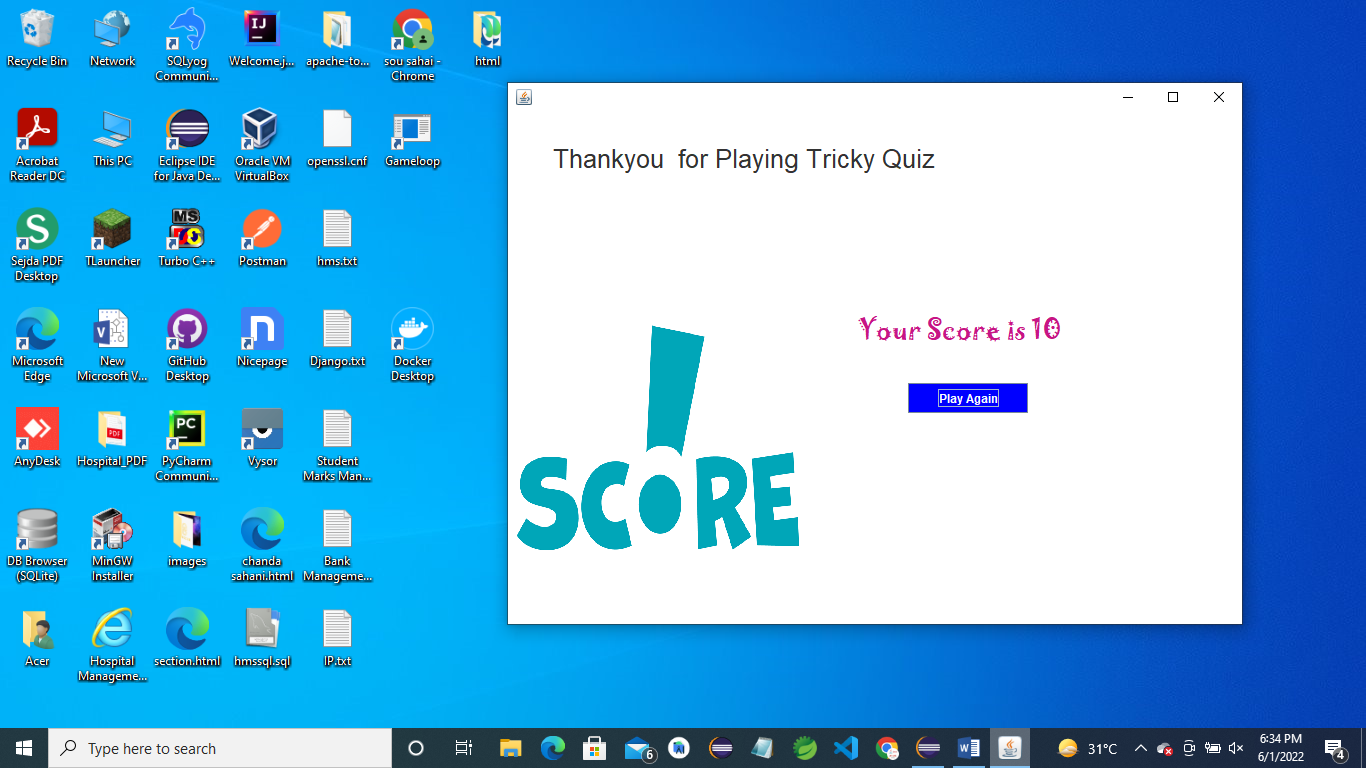 Recycle Bin
Network
SQLyog
Communi...
Welcome.j...
apache-to...
sou sahai -
Chrome
html
Acrobat
Reader DC
This PC
Eclipse IDE
for Java De...
Oracle VM
VirtualBox
openssl.cnf
Gameloop
MS
Sejda PDF
Desktop
TLauncher
Turbo C++
Postman
hms.txt
Microsoft
Edge
New
Microsoft V...
GitHub
Desktop
Nicepage
Django.txt
Docker
Desktop
AnyDesk
Hospital_PDF
PyCharm
Communi...
Vysor
Student
Marks Man...
DB Browser
(SQLite)
MinGW
Installer
images
chanda
sahani.html
Bank
Manageme...
Acer
Hospital
Manageme...
section.html
hmssql.sql
IP.txt
Thankyou  for Playing Tricky Quiz
Your Score is 10
Play Again
SCORE!
Type here to search
6
31°C
6:34 PM
6/1/2022
4